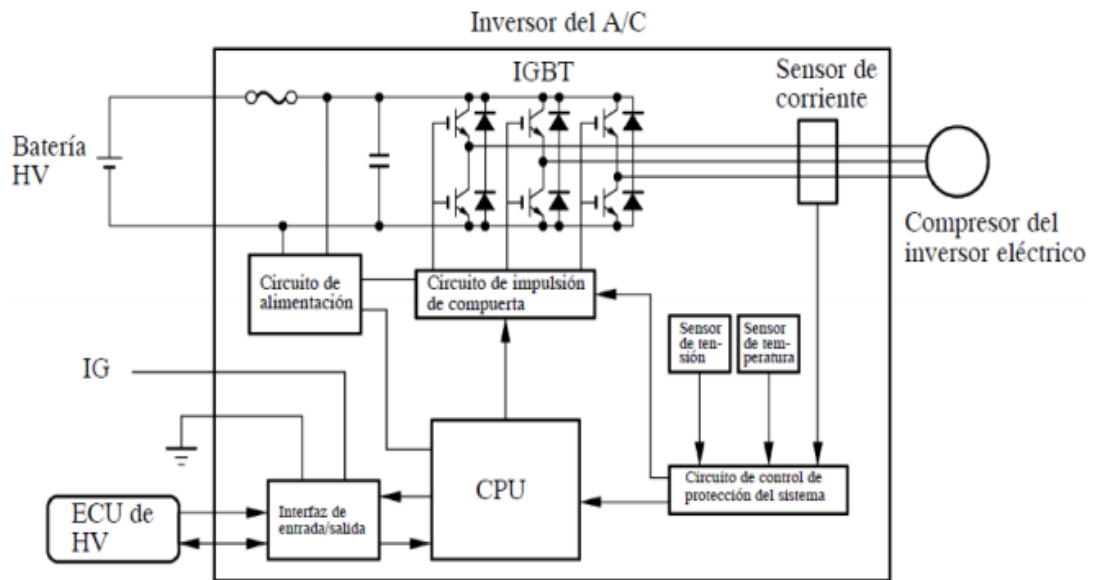 Inversor del A/C
IGBT
Sensor de
corriente
Batería
HV
Compresor del
inversor eléctrico
Circuito de
alimentación
Circuito de impulsión
de compuerta
Sensor
de ten-
sión
Sensor
de tem-
peratura
IG
CPU
Circuito de control de
protección del sistema
ECU de
HV
Interfaz de
entrada/salida